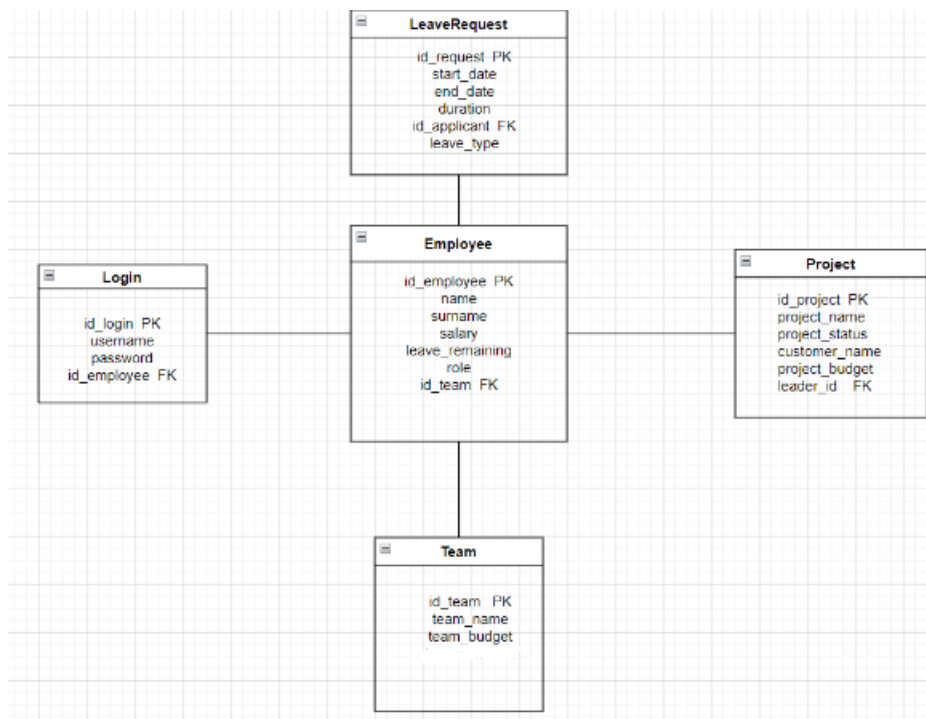 LeaveRequest
id_request PK
start_date
end_date
duration
id_applicant FK
leave_type
Employee
id_employee PK
name
surname
salary
leave_remaining
role
id_team FK
Login
id_login PK
username
password
id_employee FK
Project
id_project PK
project_name
project_status
customer_name
project_budget
leader_id FK
Team
id_team PK
team_name
team_budget